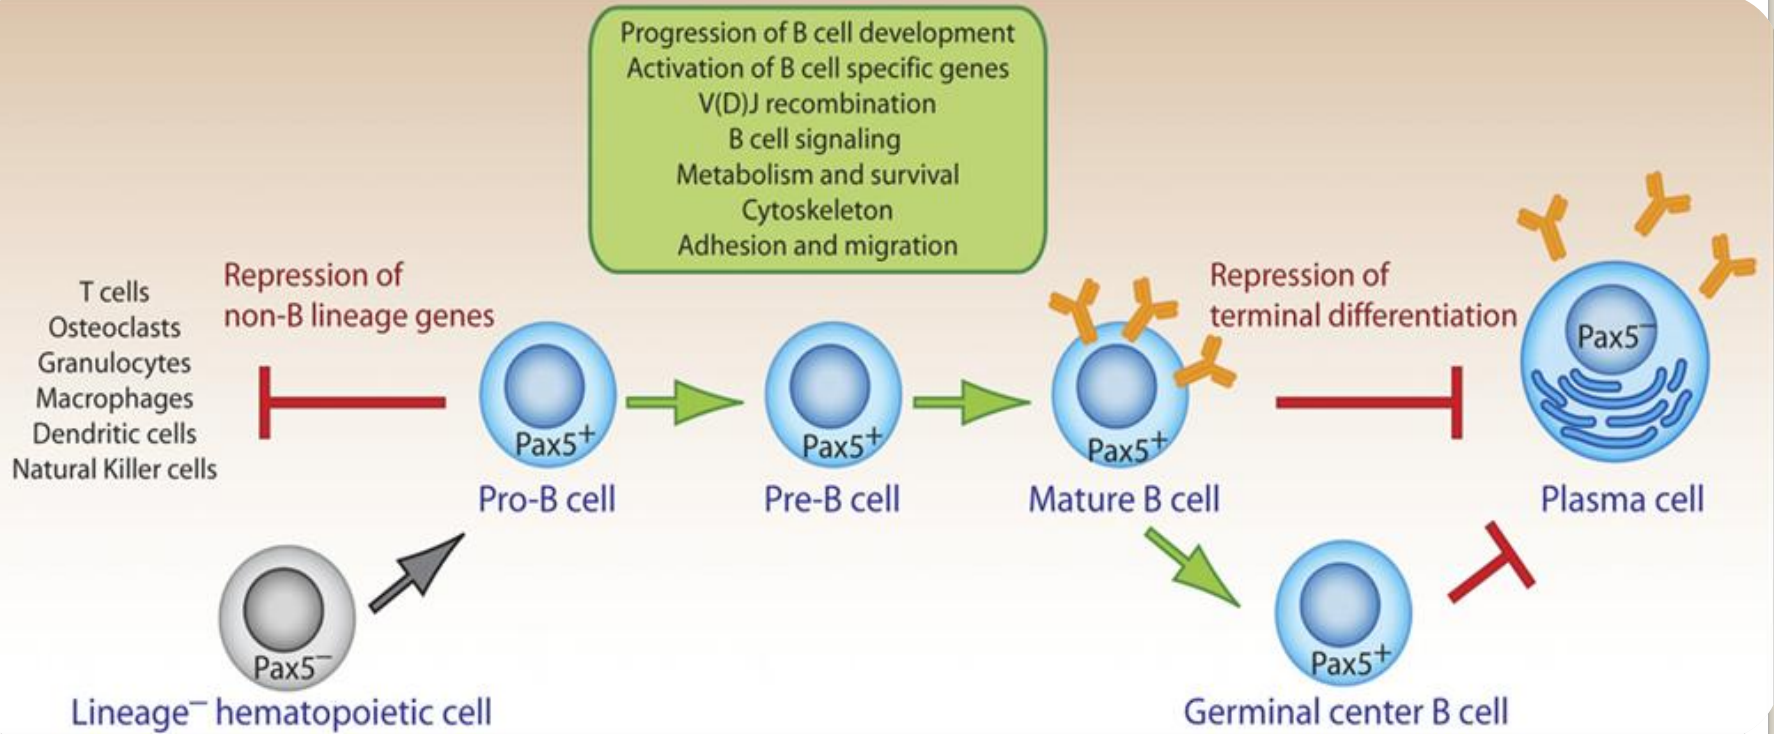 Progression of B cell development
Activation of B cell specific genes
V(D)J recombination
B cell signaling
Metabolism and survival
Cytoskeleton
Adhesion and migration
T cells
Osteoclasts
Granulocytes
Macrophages
Dendritic cells
Natural Killer cells
Repression of
non-B lineage genes
Repression of
terminal differentiation
Pax5⁺
Pro-B cell
Pax5⁺
Pre-B cell
Pax5⁺
Mature B cell
Pax5⁻
Plasma cell
Pax5⁻
Lineage⁻ hematopoietic cell
Pax5⁺
Germinal center B cell